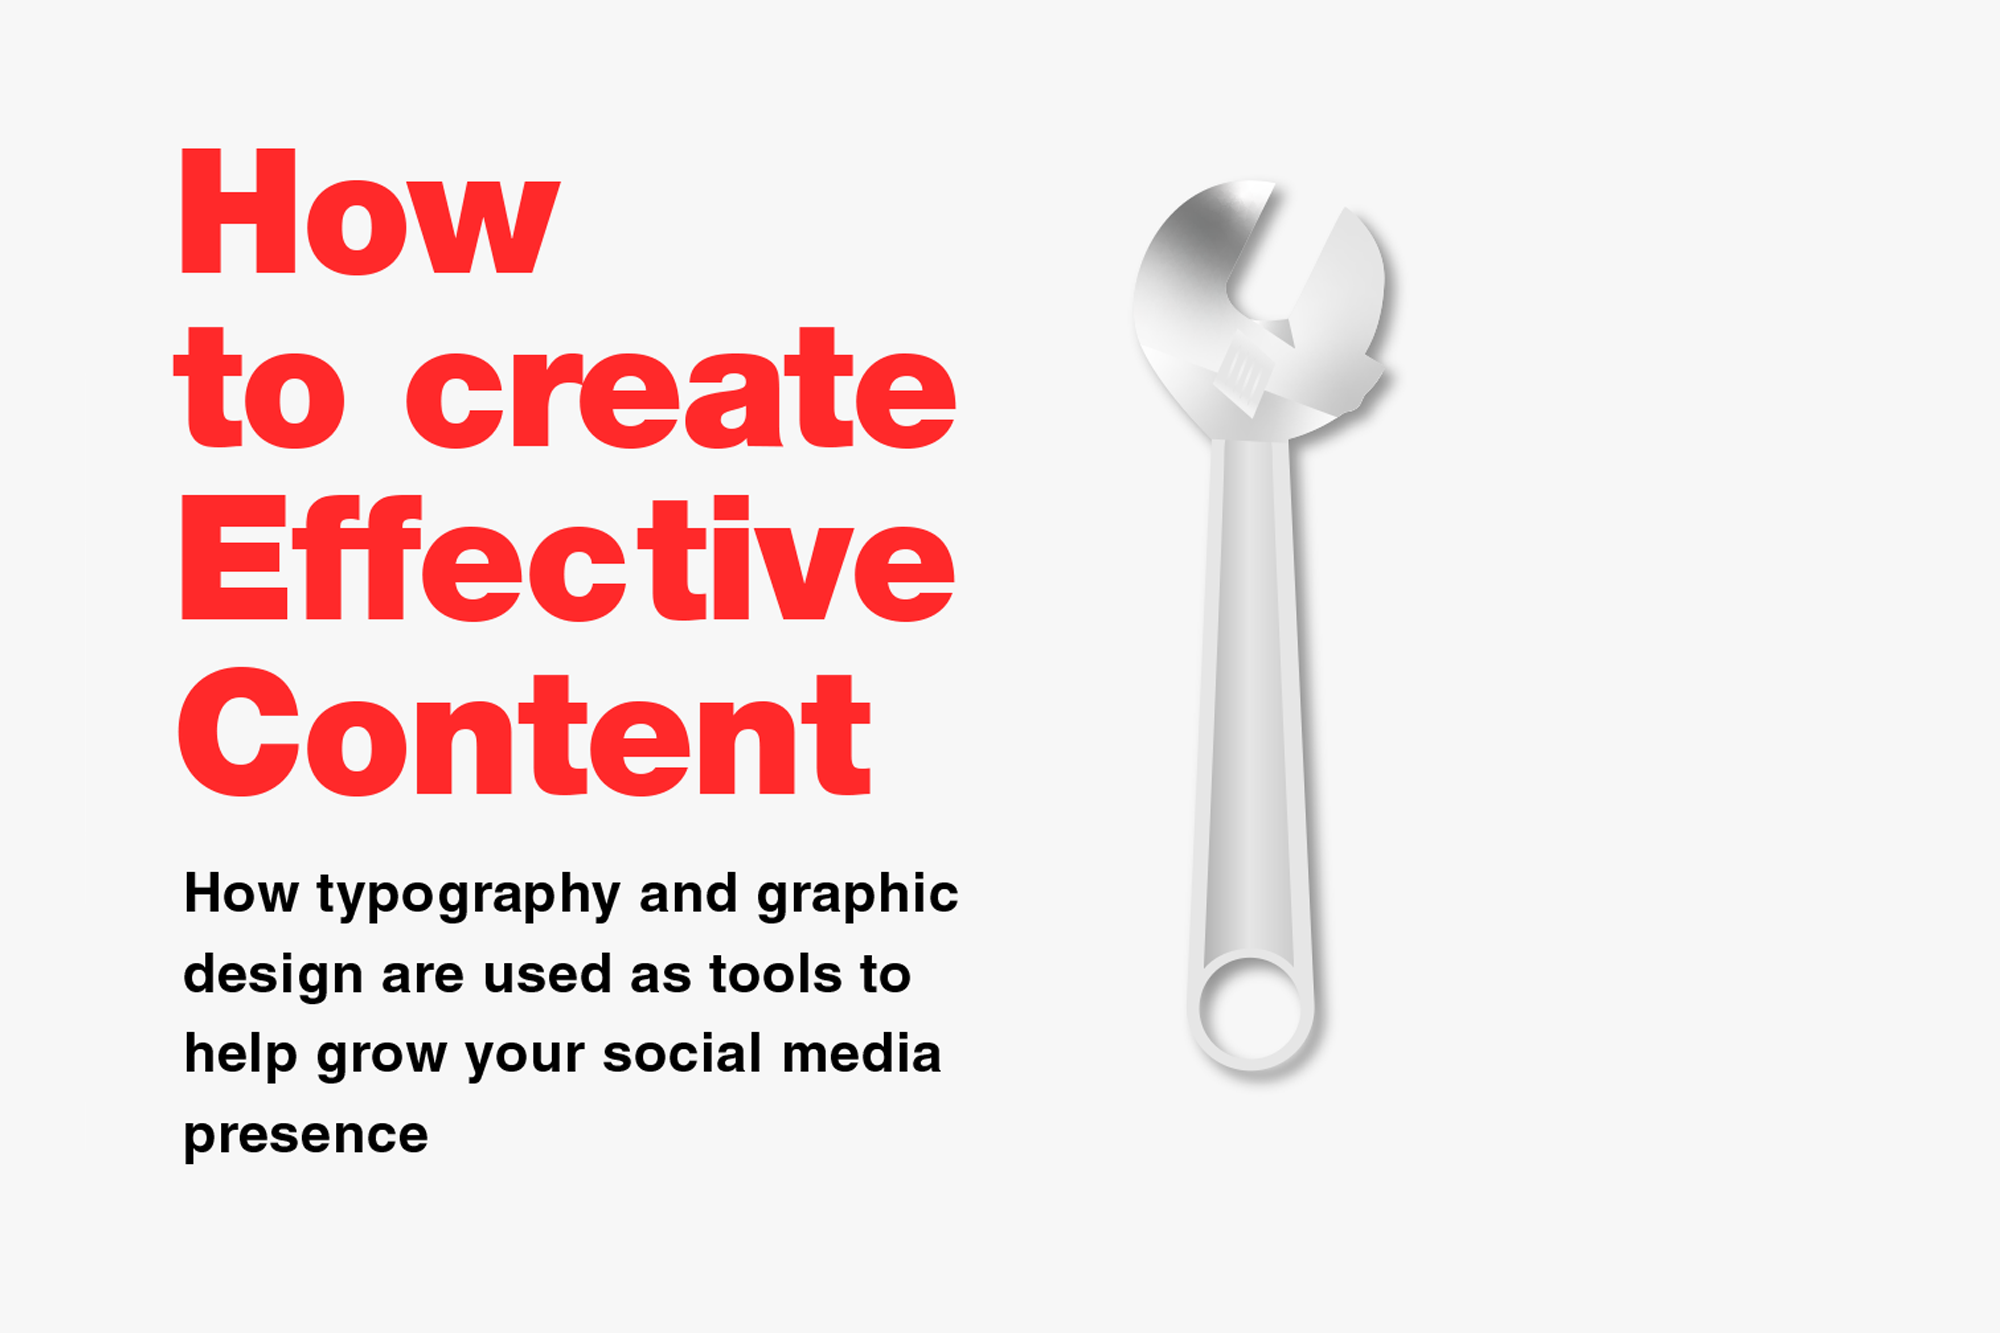 How
to create
Effective
Content
How typography and graphic
design are used as tools to
help grow your social media
presence